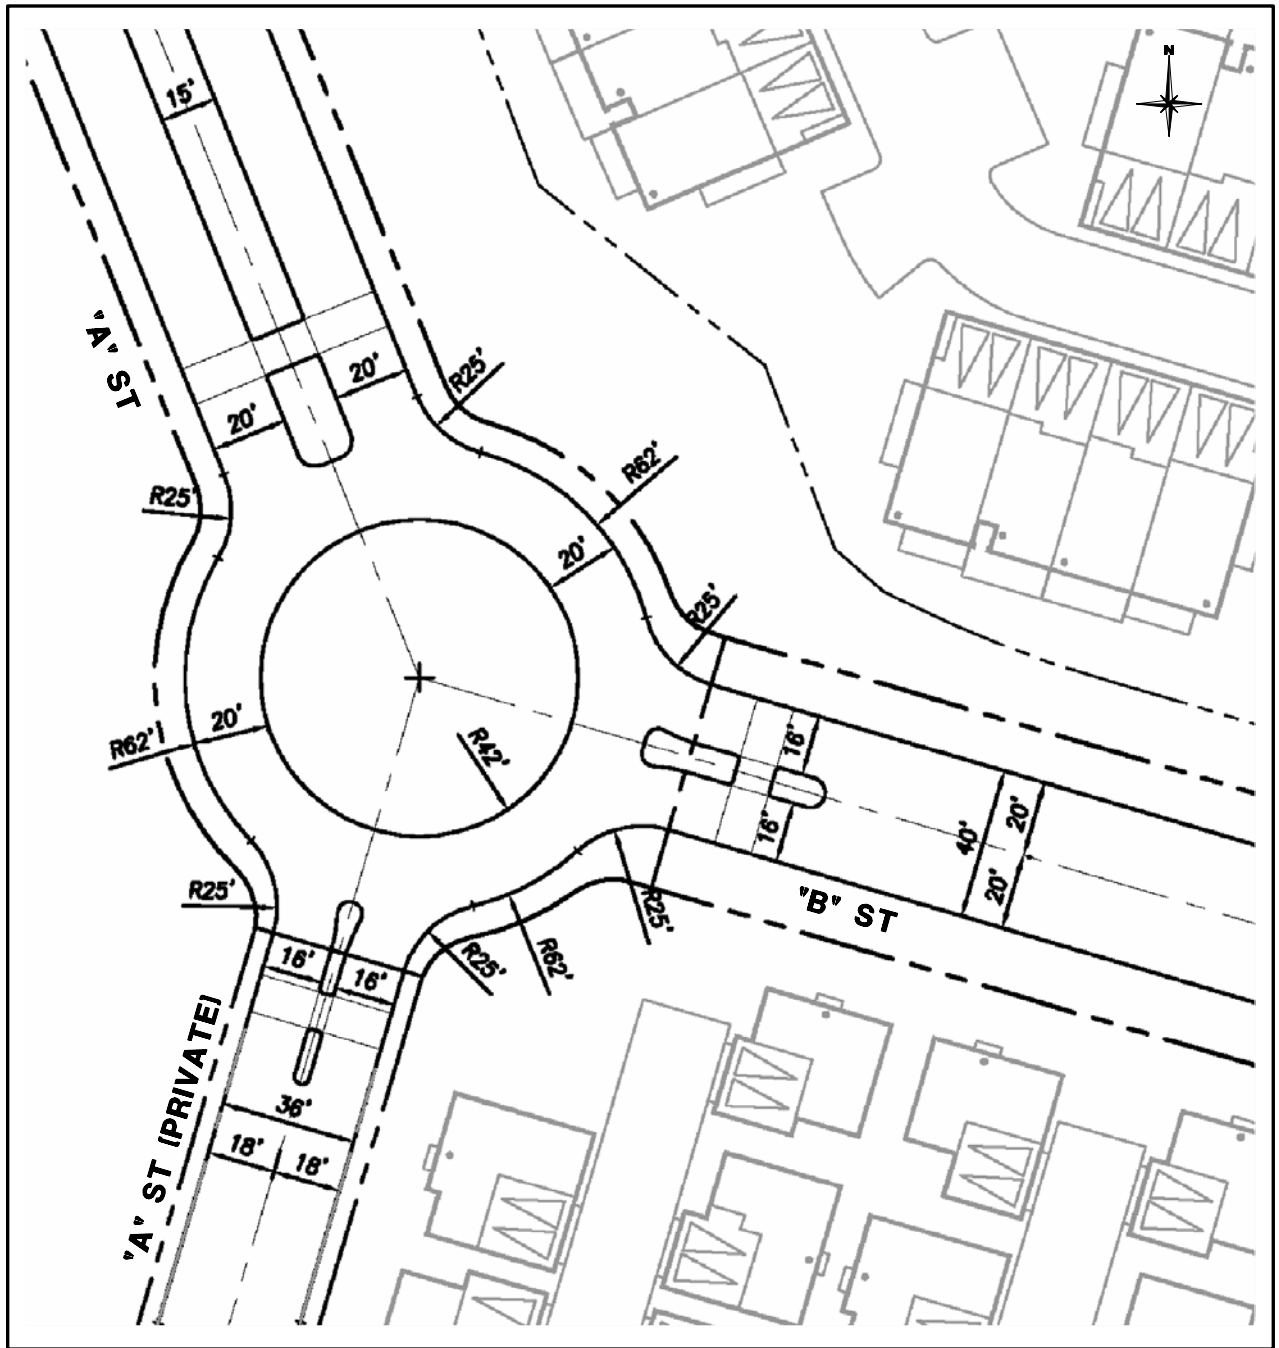 N
15'
"A" ST
20'
20'
R25'
R62'
R25'
20'
R25'
20'
R62'
R42'
16'
16'
40'
20'
20'
"B" ST
R25'
R25'
R62'
R25'
16'
16'
"A" ST (PRIVATE)
36'
18'
18'